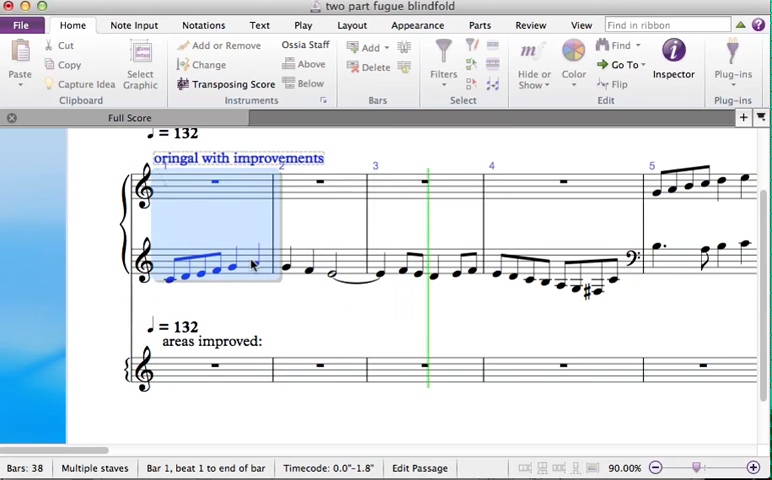 two part fugue blindfold
File Home Note Input Notations Text Play Layout Appearance Parts Review View Find in ribbon
Cut Add or Remove Ossia Staff Add Find
Paste Copy Select Graphic Change Above Delete Filters Hide or Show Color Go To Inspector Plug-ins
Capture Idea Transposing Score Below Flip
Clipboard Instruments Bars Select Edit Plug-ins
Full Score
= 132
oringal with improvements
1 2 3 4 5
= 132
areas improved:
Bars: 38 Multiple staves Bar 1, beat 1 to end of bar Timecode: 0.0"-1.8" Edit Passage 90.00%